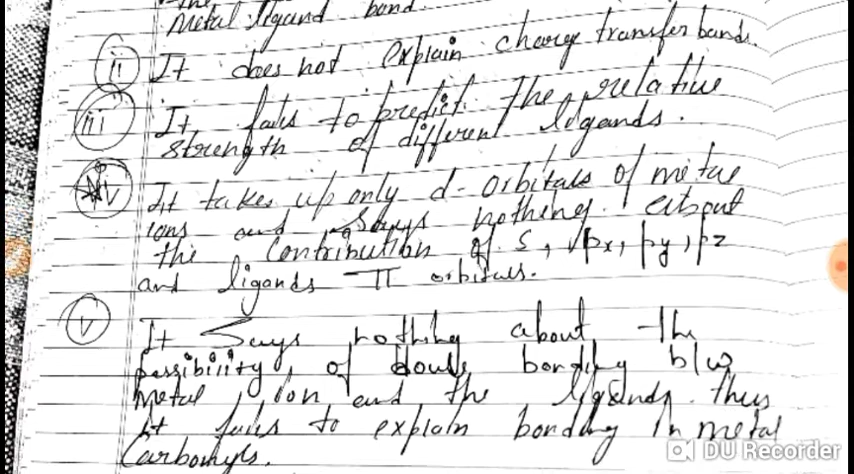 the
metal ligand bond.
ii It does not explain charge transfer bands.
iii It fails to predict the relative
strength of different ligands.
iv It takes up only d-orbitals of metal
ions and says nothing about
the contribution of s, px, py, pz
and ligands π orbitals.
v It Says nothing about the
possibility of double bonding b/w
metal ion and the ligands. thus
It fails to explain bonding In metal
Carbonyls.
DU Recorder